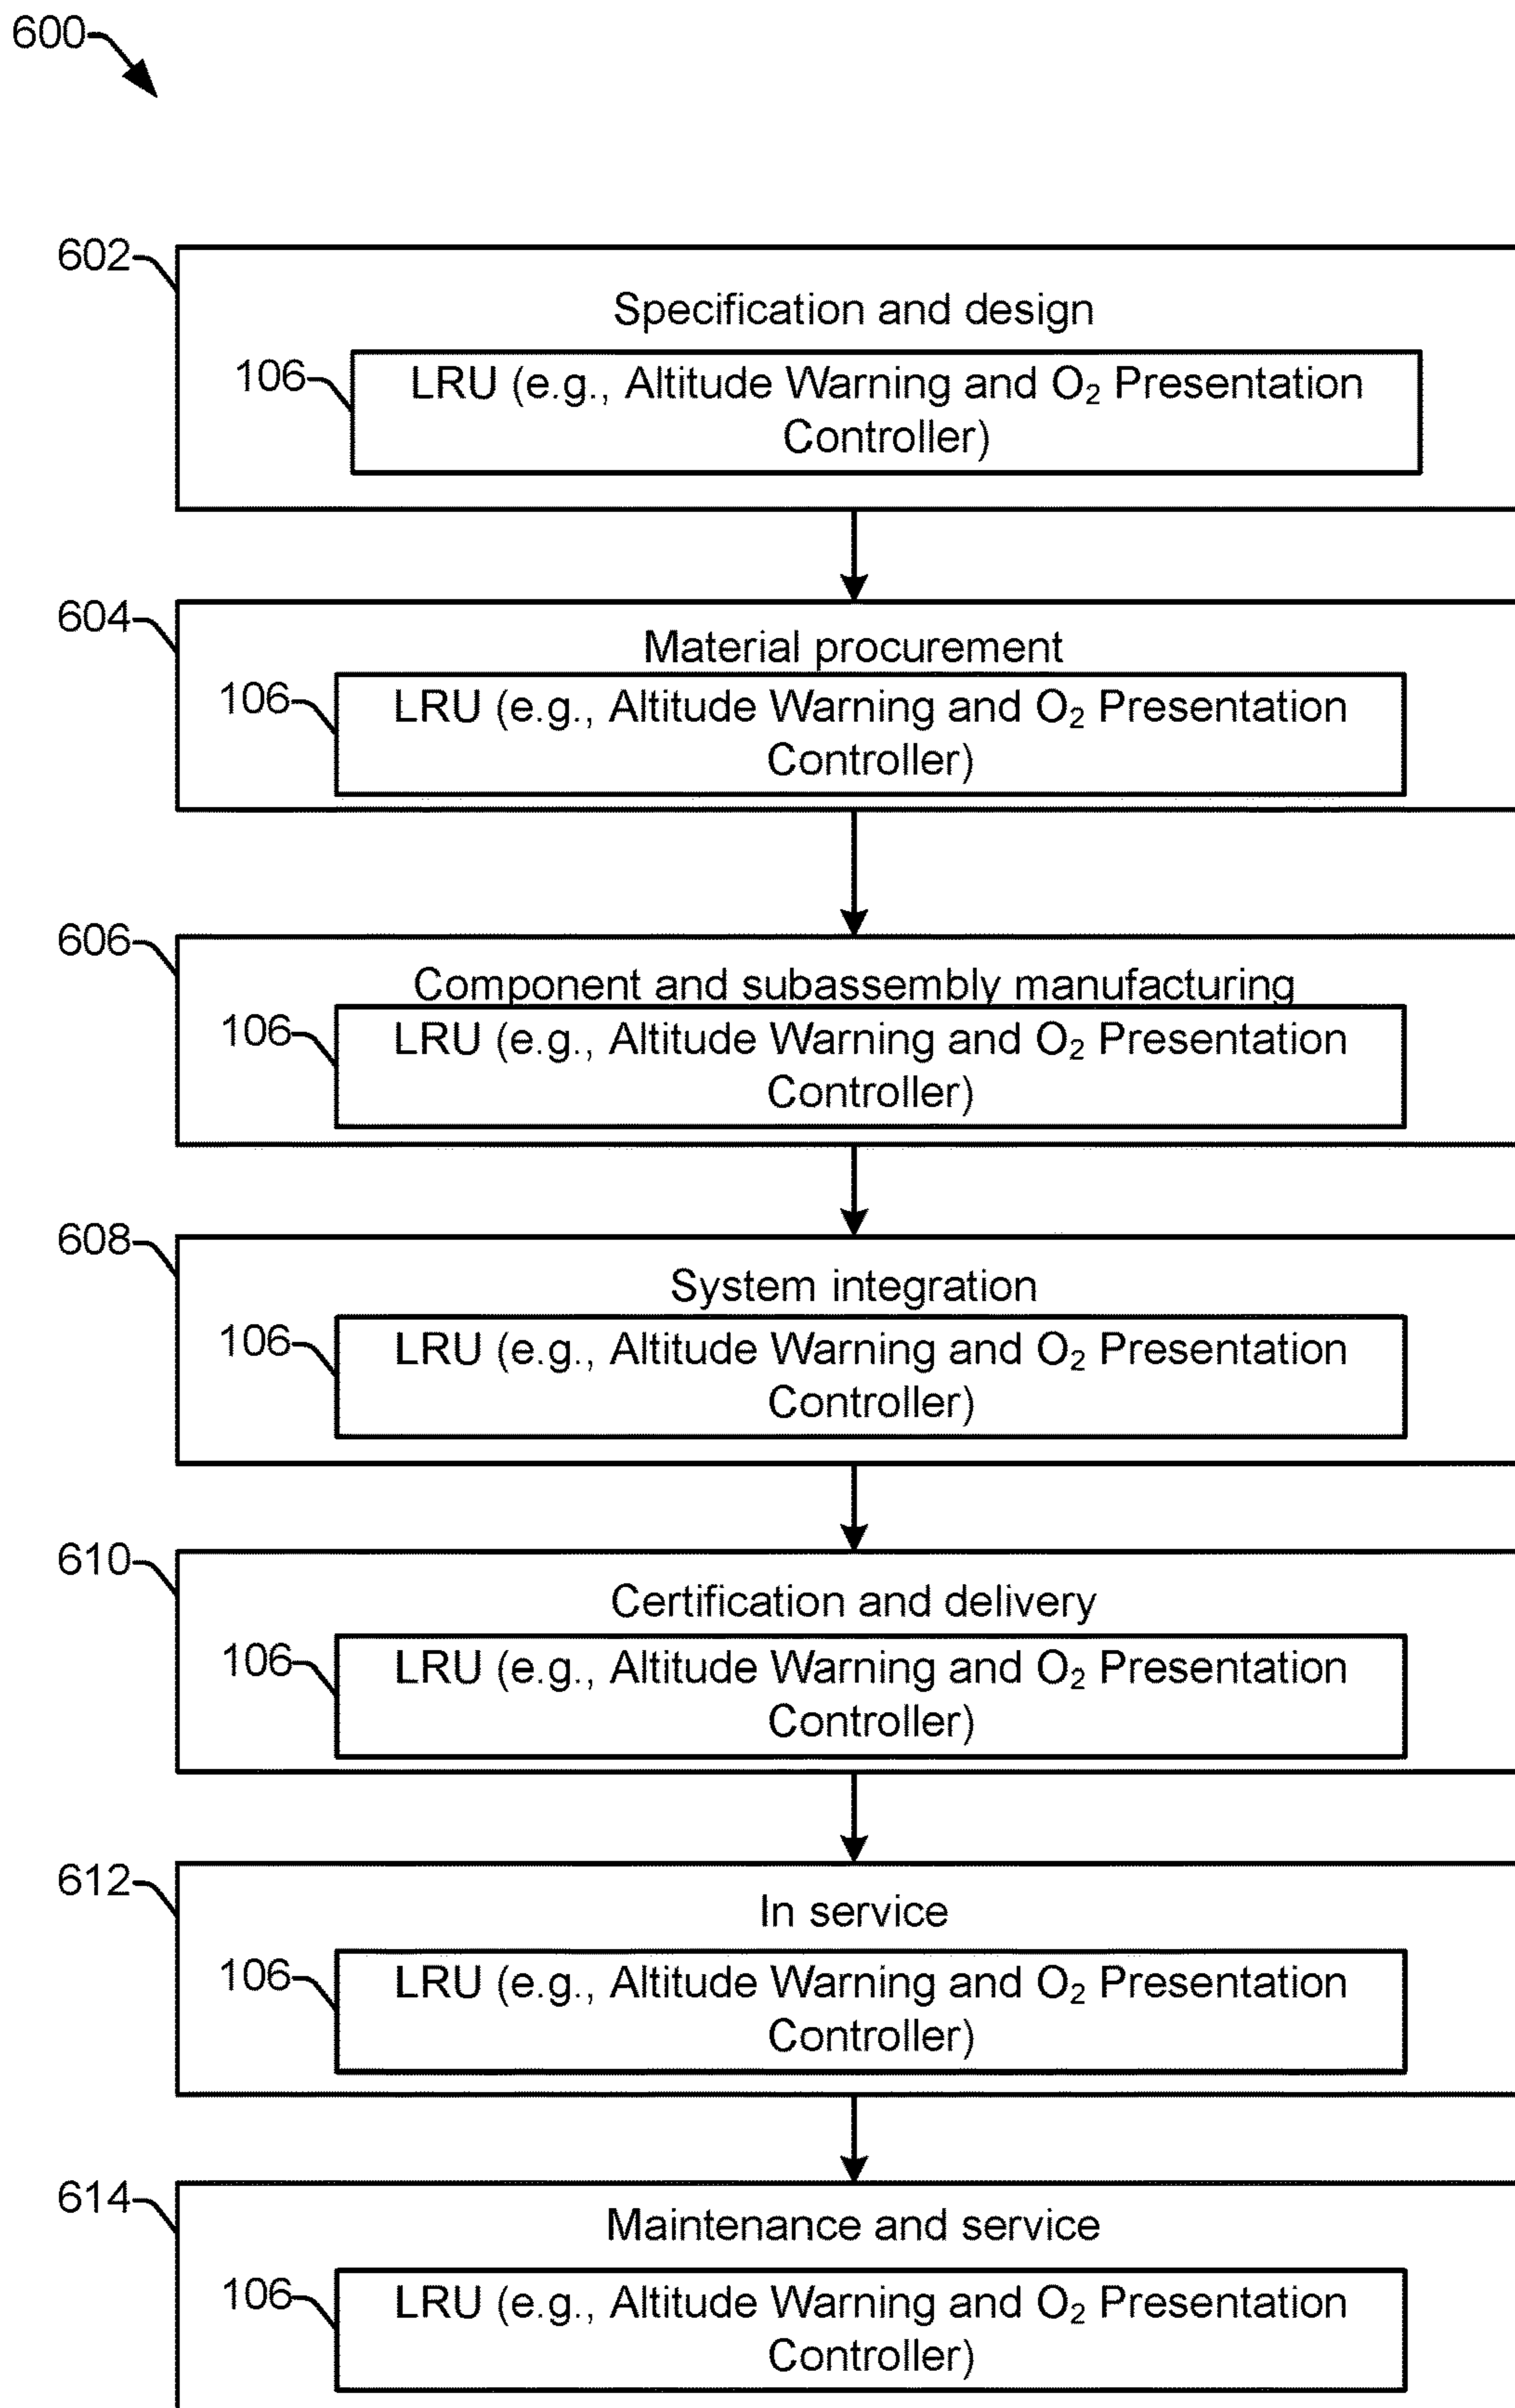 600
602
Specification and design
106
LRU (e.g., Altitude Warning and O₂ Presentation
Controller)
604
Material procurement
106
LRU (e.g., Altitude Warning and O₂ Presentation
Controller)
606
Component and subassembly manufacturing
106
LRU (e.g., Altitude Warning and O₂ Presentation
Controller)
608
System integration
106
LRU (e.g., Altitude Warning and O₂ Presentation
Controller)
610
Certification and delivery
106
LRU (e.g., Altitude Warning and O₂ Presentation
Controller)
612
In service
106
LRU (e.g., Altitude Warning and O₂ Presentation
Controller)
614
Maintenance and service
106
LRU (e.g., Altitude Warning and O₂ Presentation
Controller)